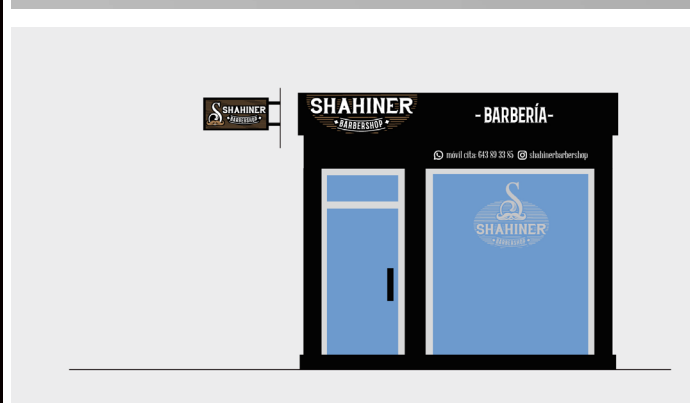 SHAHINER
BARBERSHOP
SHAHINER
BARBERSHOP
- BARBERÍA-
móvil cita: 643 89 33 85 shahinerbarbershop
S
SHAHINER
BARBERSHOP